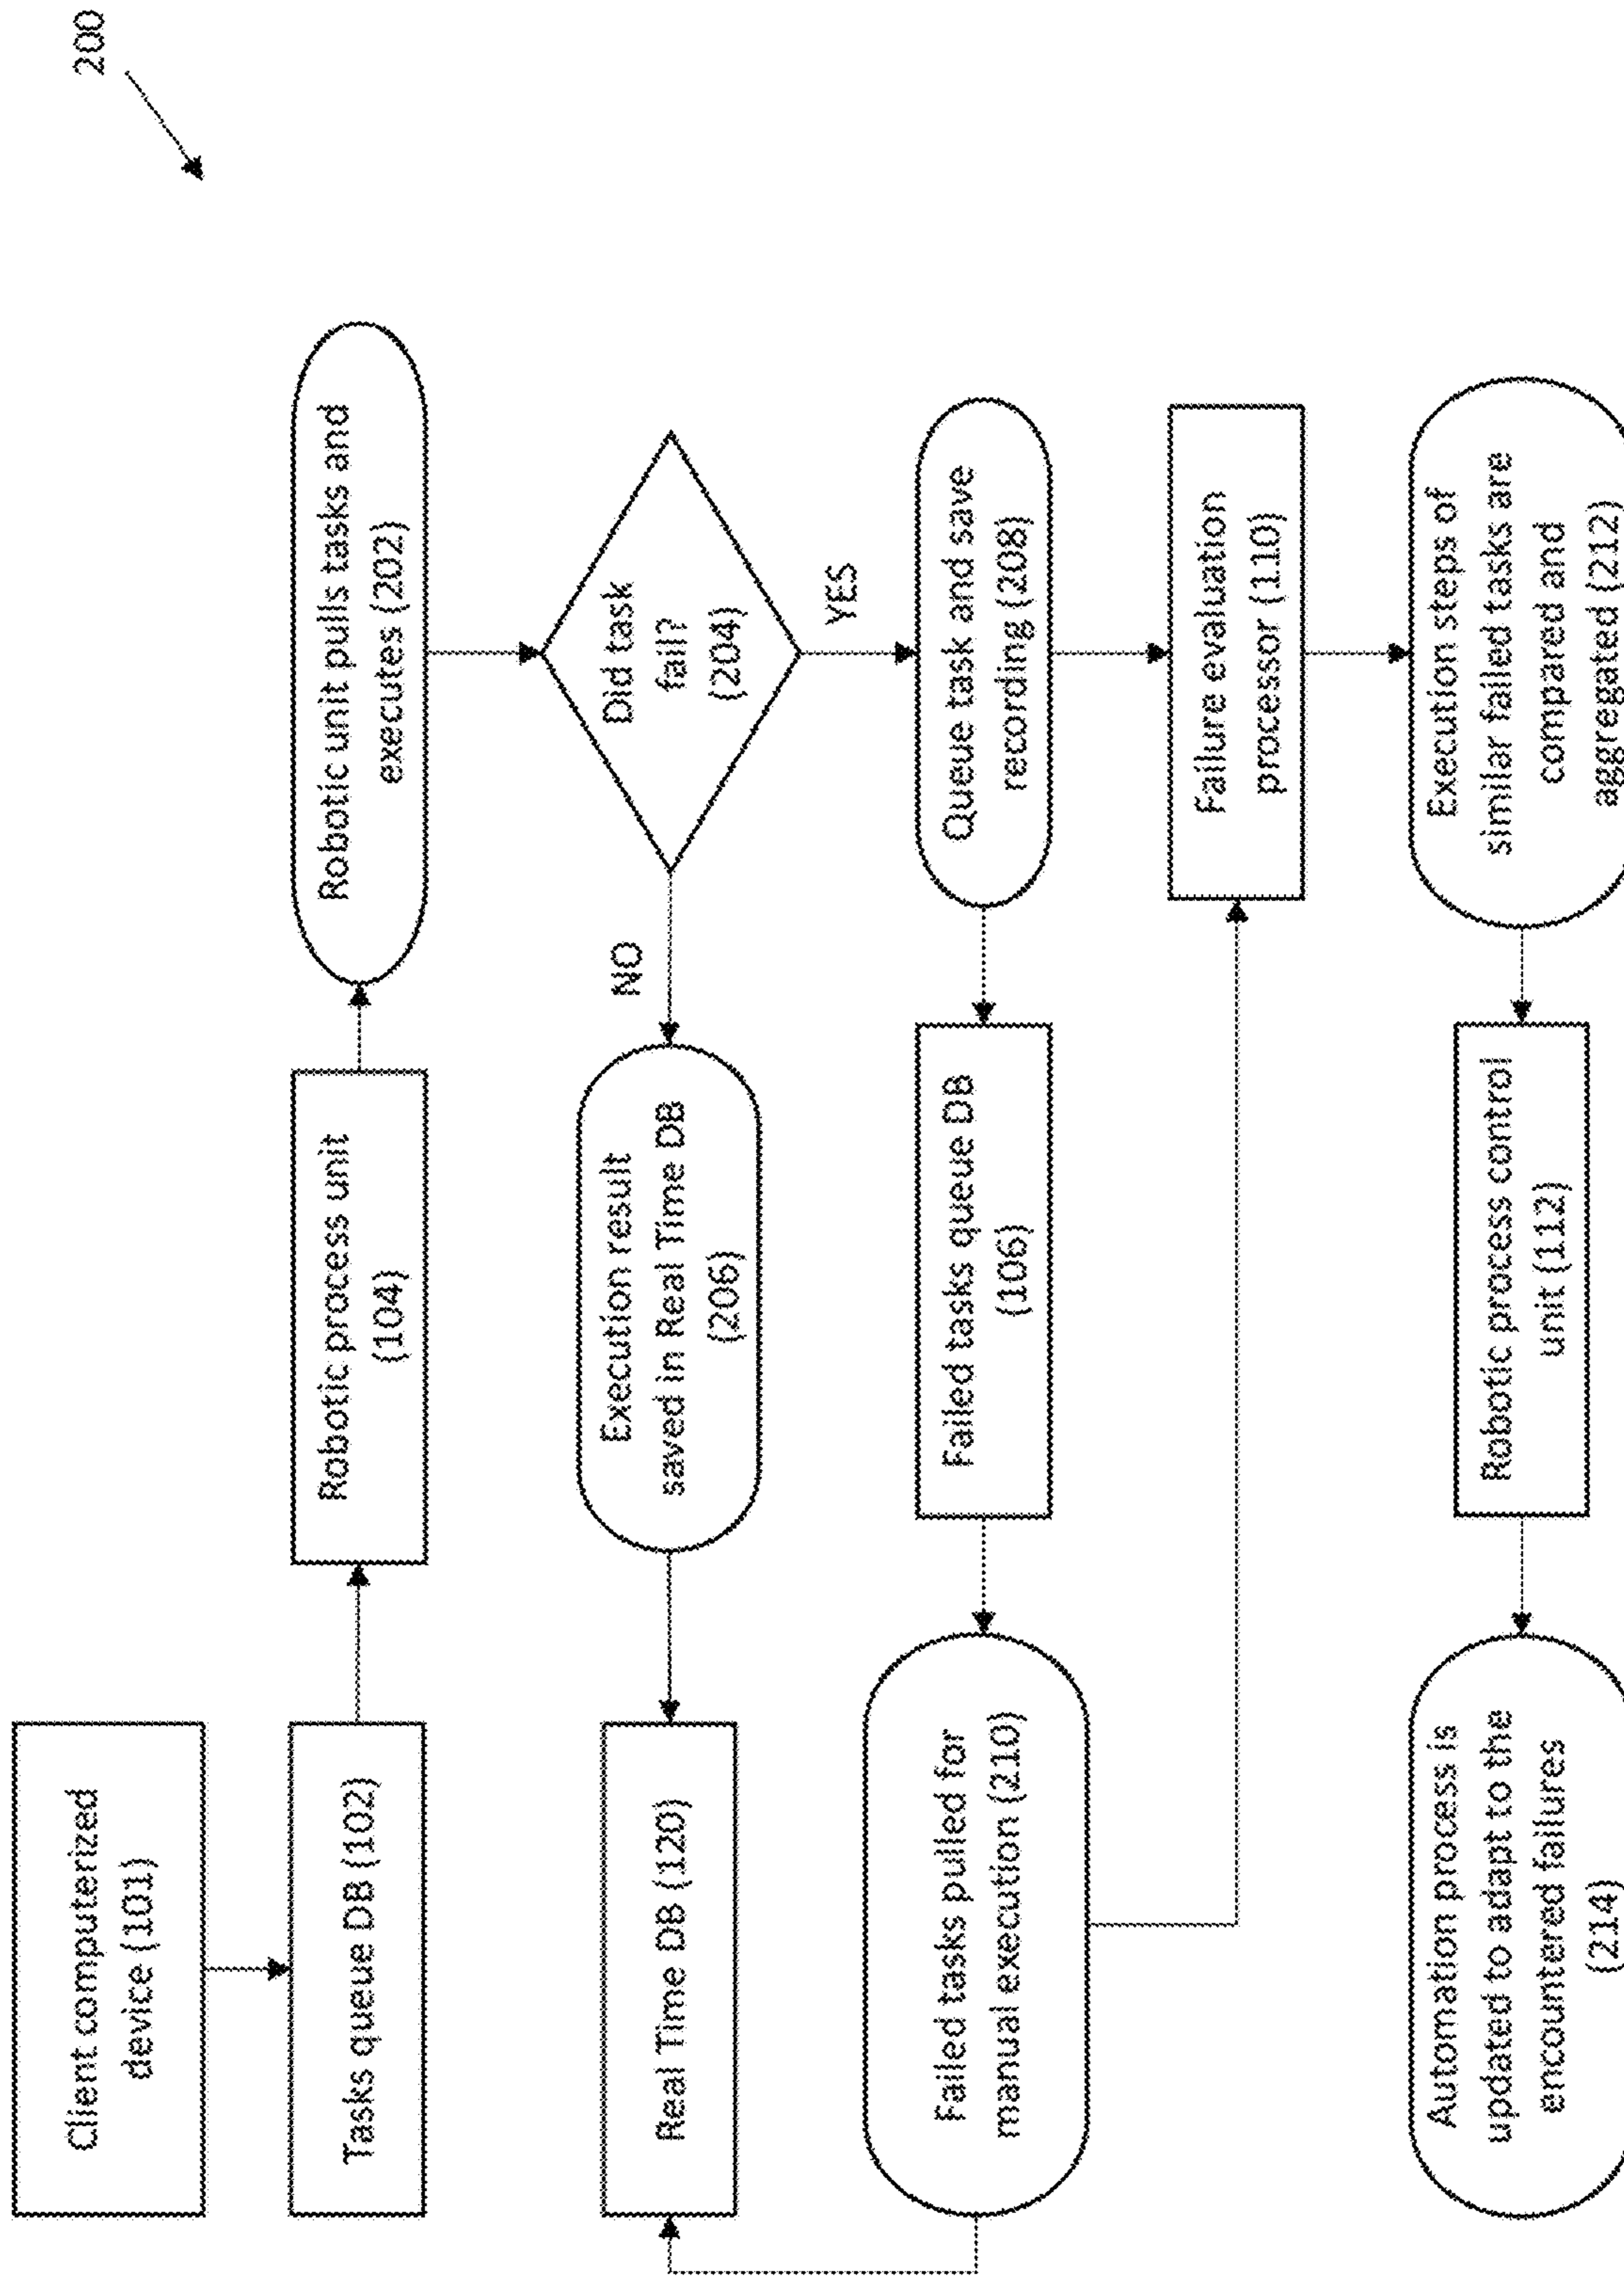 200
Client computerized
device (101)
Tasks queue DB (102)
Robotic process unit
(104)
Robotic unit pulls tasks and
executes (202)
Did task
fail?
(204)
NO
YES
Execution result
saved in Real Time DB
(206)
Real Time DB (120)
Queue task and save
recording (208)
Failed tasks queue DB
(106)
Failed tasks pulled for
manual execution (210)
Failure evaluation
processor (110)
Execution steps of
similar failed tasks are
compared and
aggregated (212)
Robotic process control
unit (112)
Automation process is
updated to adapt to the
encountered failures
(214)